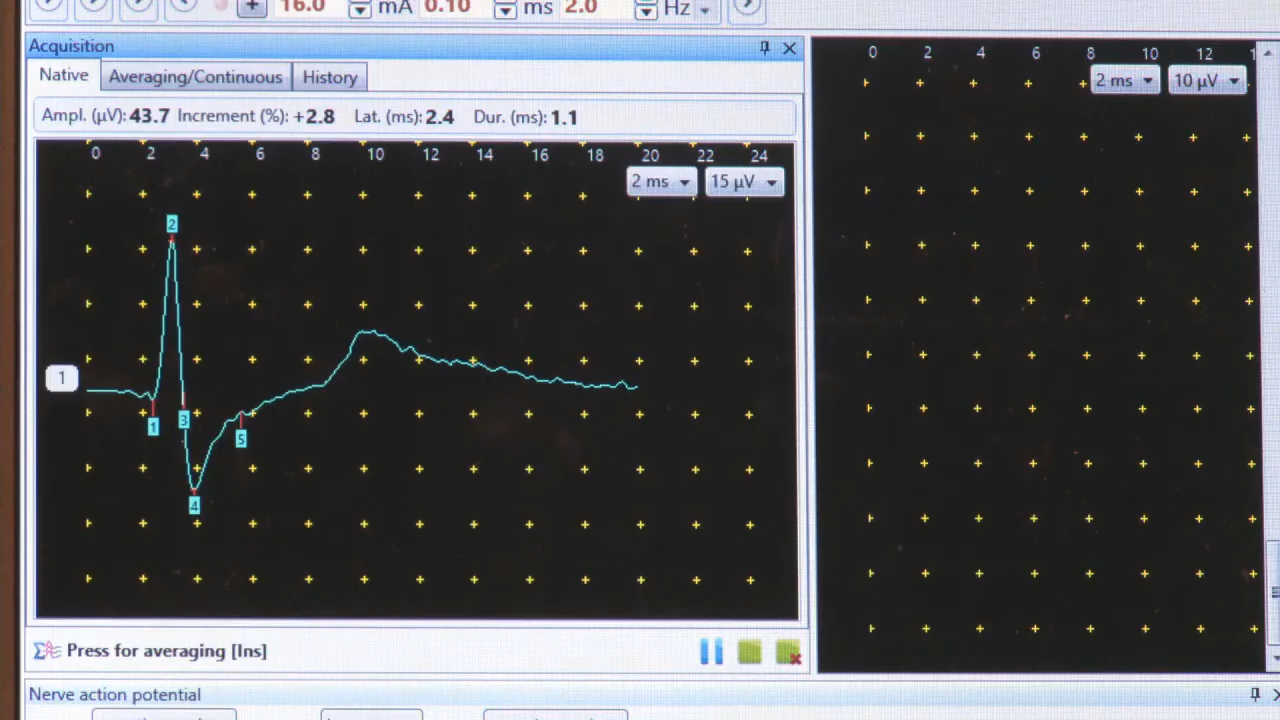 16.0 mA 0.10 ms 2.0 Hz
Acquisition
Native Averaging/Continuous History
Ampl. (µV): 43.7 Increment (%): +2.8 Lat. (ms): 2.4 Dur. (ms): 1.1
0 2 4 6 8 10 12 14 16 18 20 22 24
2 ms 15 µV
2
1
3
1
5
4
Press for averaging [Ins]
Nerve action potential
0 2 4 6 8 10 12
2 ms 10 µV